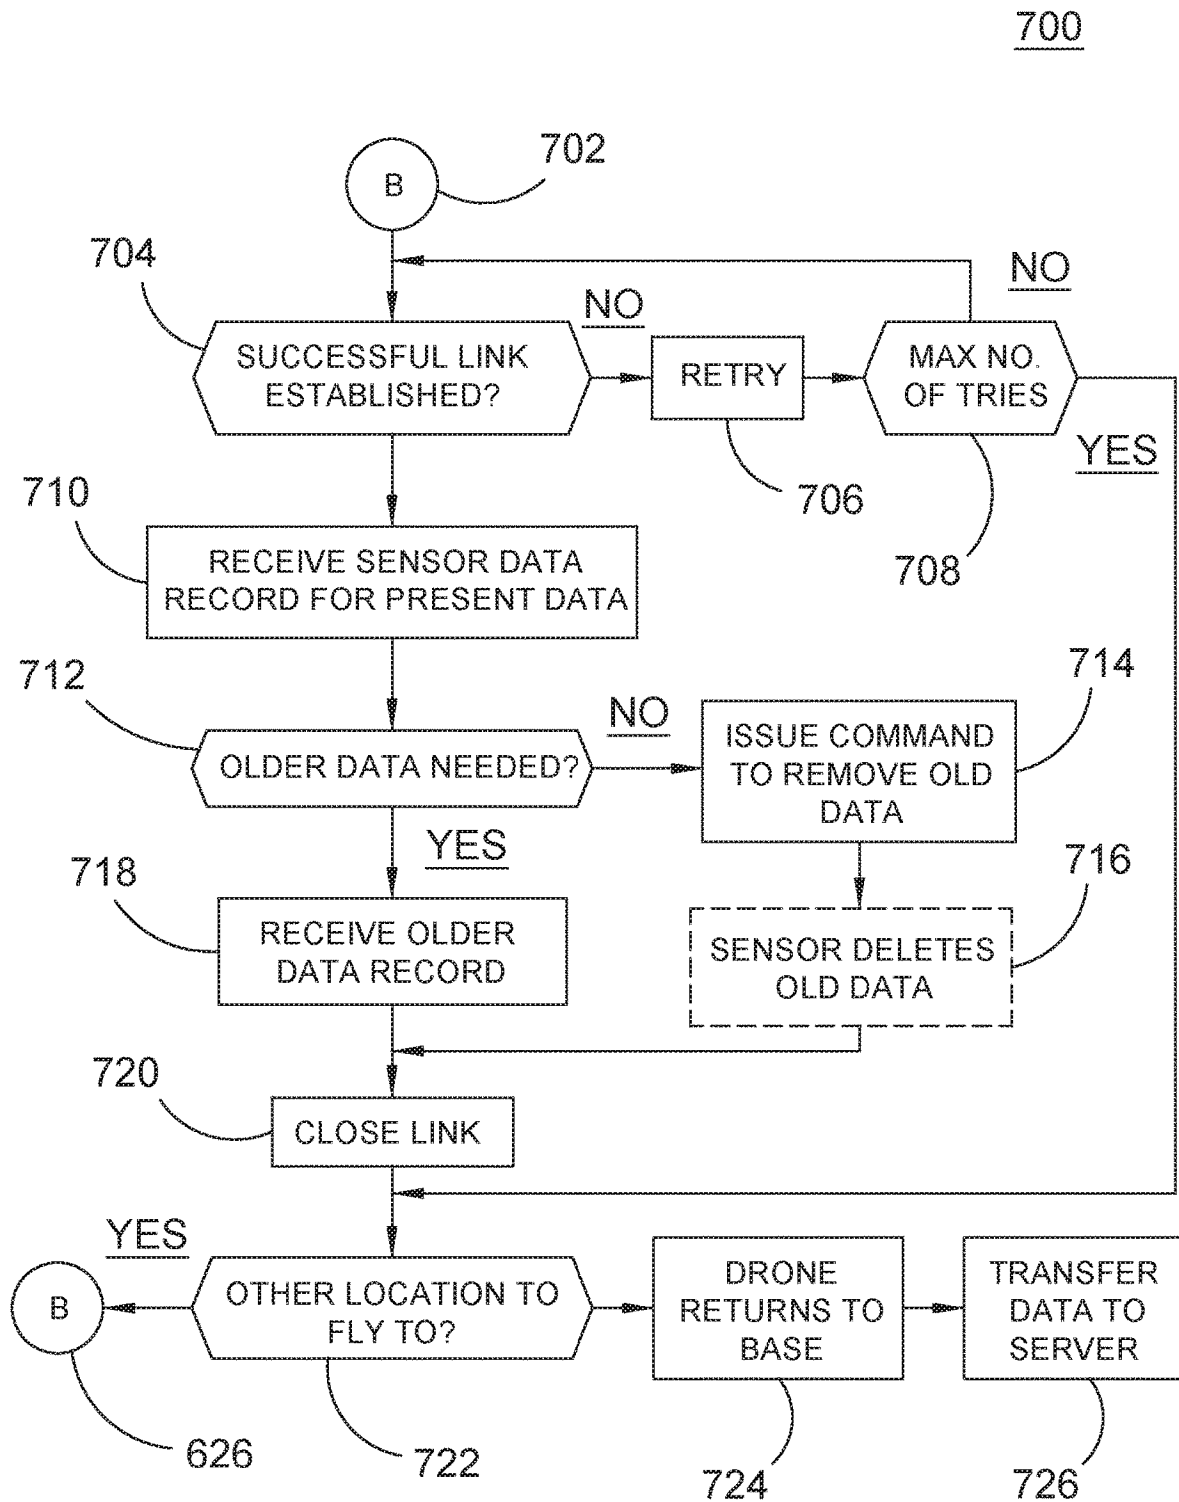 700
702
B
704
NO
NO
SUCCESSFUL LINK
ESTABLISHED?
RETRY
MAX NO.
OF TRIES
YES
706
708
710
RECEIVE SENSOR DATA
RECORD FOR PRESENT DATA
712
NO
714
OLDER DATA NEEDED?
ISSUE COMMAND
TO REMOVE OLD
DATA
YES
716
718
RECEIVE OLDER
DATA RECORD
SENSOR DELETES
OLD DATA
720
CLOSE LINK
YES
B
OTHER LOCATION TO
FLY TO?
DRONE
RETURNS TO
BASE
TRANSFER
DATA TO
SERVER
626
722
724
726